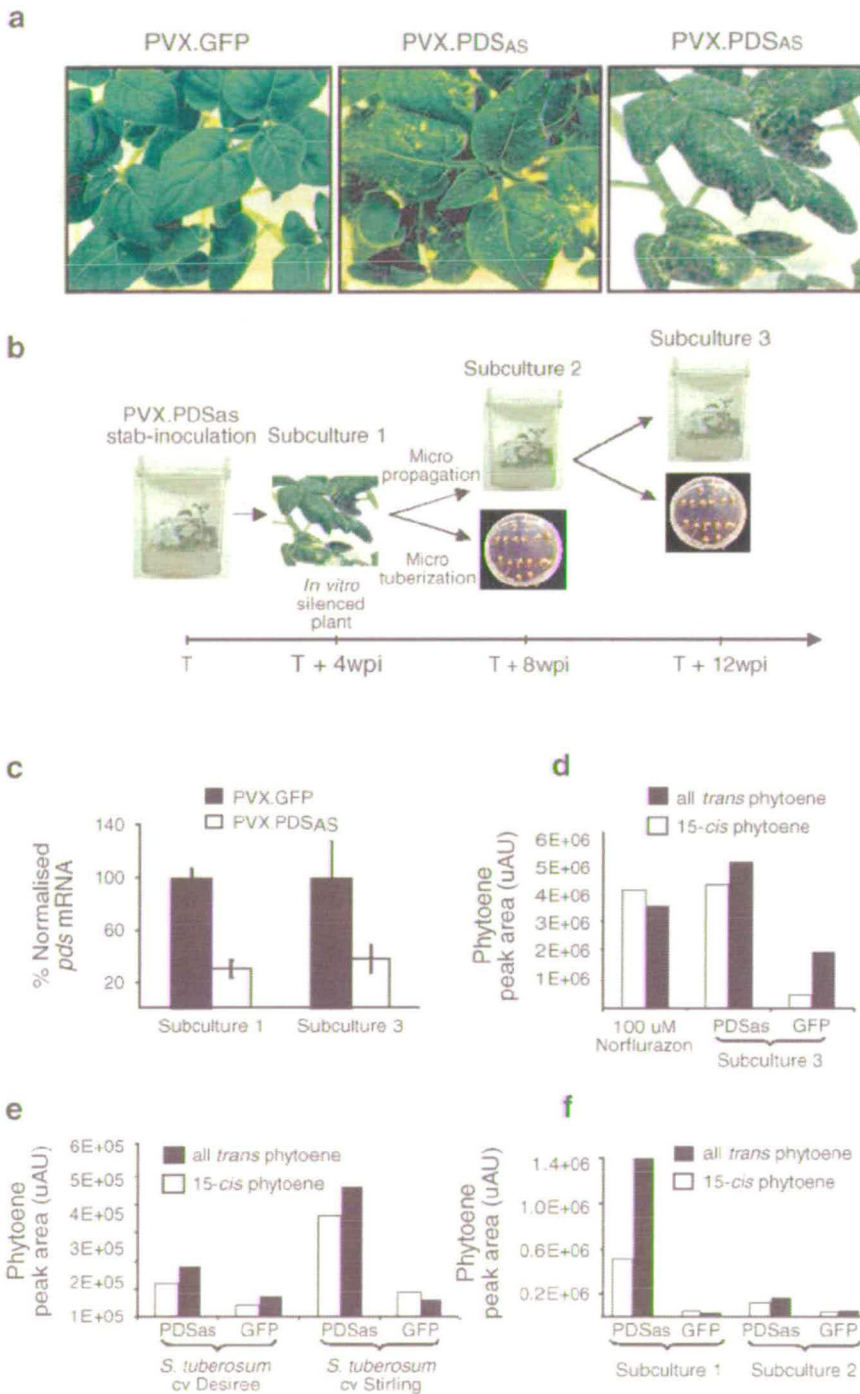 a
PVX.GFP
PVX.PDSAS
PVX.PDSAS
b
PVX.PDSas
stab-inoculation
Subculture 1
Subculture 2
Subculture 3
Micro
propagation
Micro
tuberization
In vitro
silenced
plant
T
T + 4wpi
T + 8wpi
T + 12wpi
c
PVX.GFP
PVX.PDSAS
% Normalised
pds mRNA
140
100
60
20
Subculture 1
Subculture 3
d
all trans phytoene
15-cis phytoene
Phytoene
peak area (uAU)
6E+06
5E+06
4E+06
3E+06
2E+06
1E+06
100 uM
Norflurazon
PDSas
GFP
Subculture 3
e
all trans phytoene
15-cis phytoene
Phytoene
peak area (uAU)
6E+05
5E+05
4E+05
3E+05
2E+05
1E+05
PDSas
GFP
PDSas
GFP
S. tuberosum
cv Desiree
S. tuberosum
cv Stirling
f
all trans phytoene
15-cis phytoene
Phytoene
peak area (uAU)
1.4E+06
1.0E+06
0.6E+06
0.2E+06
PDSas
GFP
PDSas
GFP
Subculture 1
Subculture 2